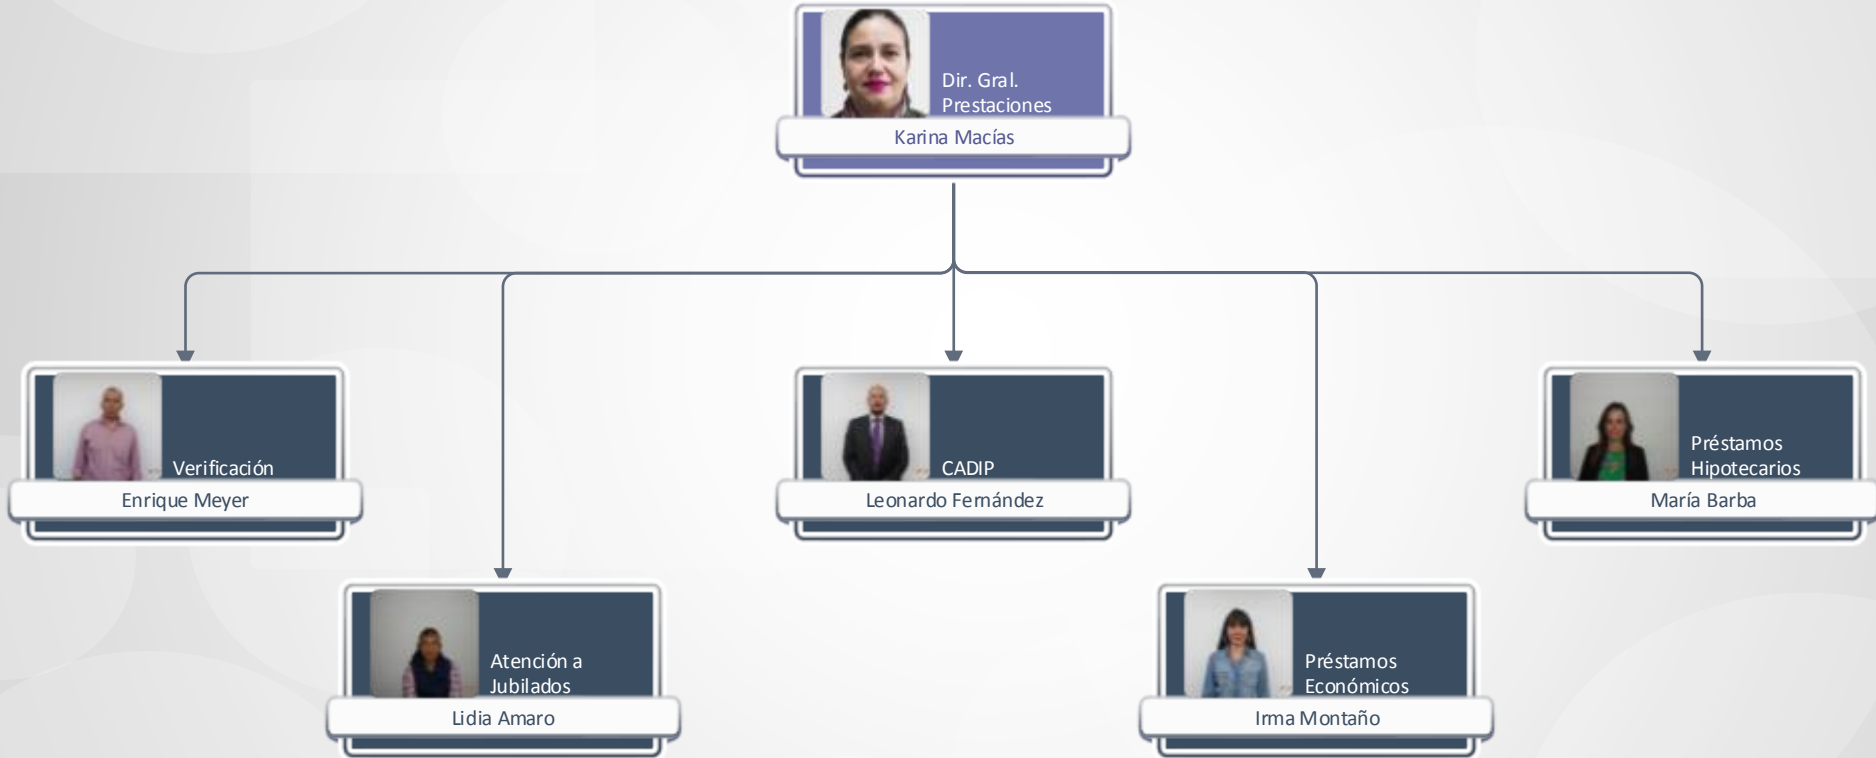 Dir. Gral.
Prestaciones
Karina Macías
Verificación
Enrique Meyer
CADIP
Leonardo Fernández
Préstamos
Hipotecarios
María Barba
Atención a
Jubilados
Lidia Amaro
Préstamos
Económicos
Irma Montaño